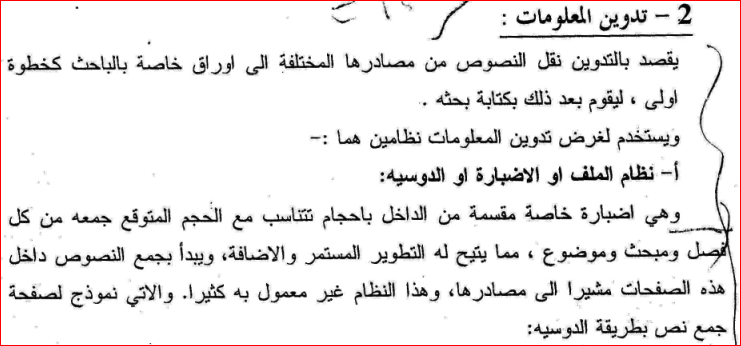 2 – تدوين المعلومات :
يقصد بالتدوين نقل النصوص من مصادرها المختلفة الى اوراق خاصة بالباحث كخطوة
اولى ، ليقوم بعد ذلك بكتابة بحثه .
ويستخدم لغرض تدوين المعلومات نظامين هما :–
أ– نظام الملف او الاضبارة او الدوسيه:
وهي اضبارة خاصة مقسمة من الداخل باحجام تتناسب مع الحجم المتوقع جمعه من كل
فصل ومبحث وموضوع ، مما يتيح له التطوير المستمر والاضافة، ويبدأ بجمع النصوص داخل
هذه الصفحات مشيرا الى مصادرها، وهذا النظام غير معمول به كثيرا. والاتي نموذج لصفحة
جمع نص بطريقة الدوسيه: